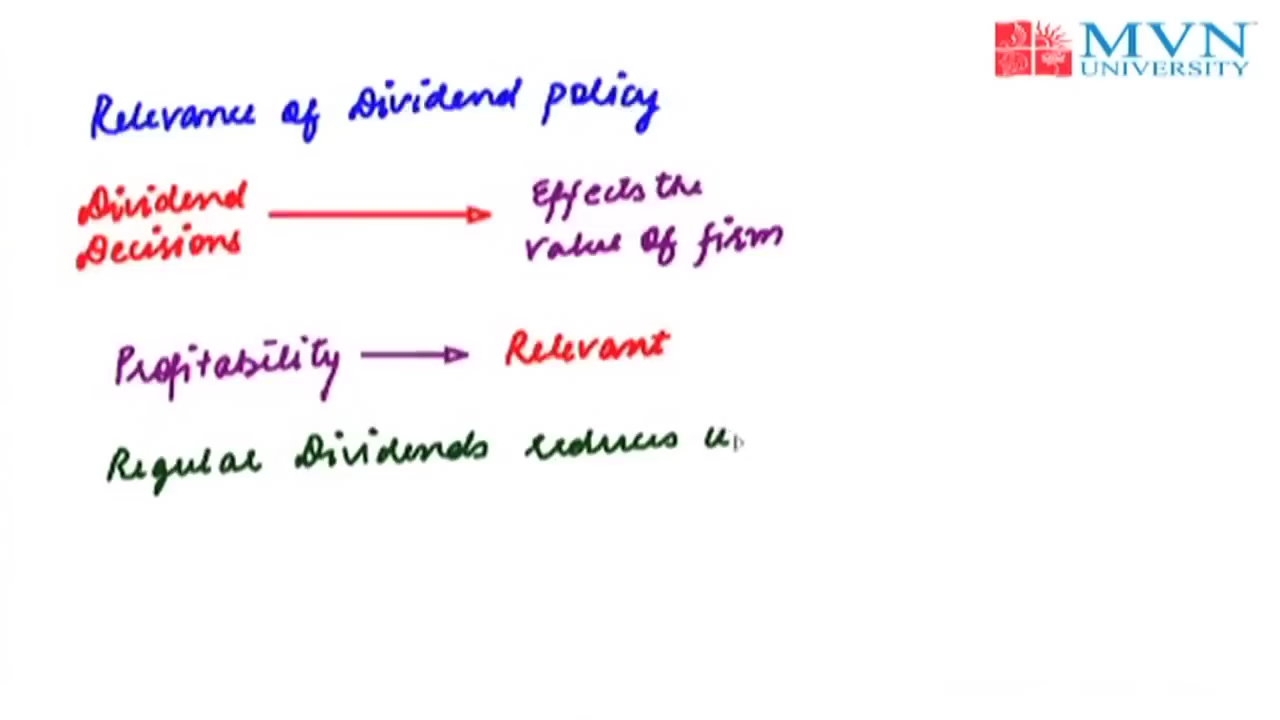 MVN
UNIVERSITY
Relevance of Dividend policy
Dividend
Decisions
Effects the
value of firm
Profitability
Relevant
Regular Dividends reduces u